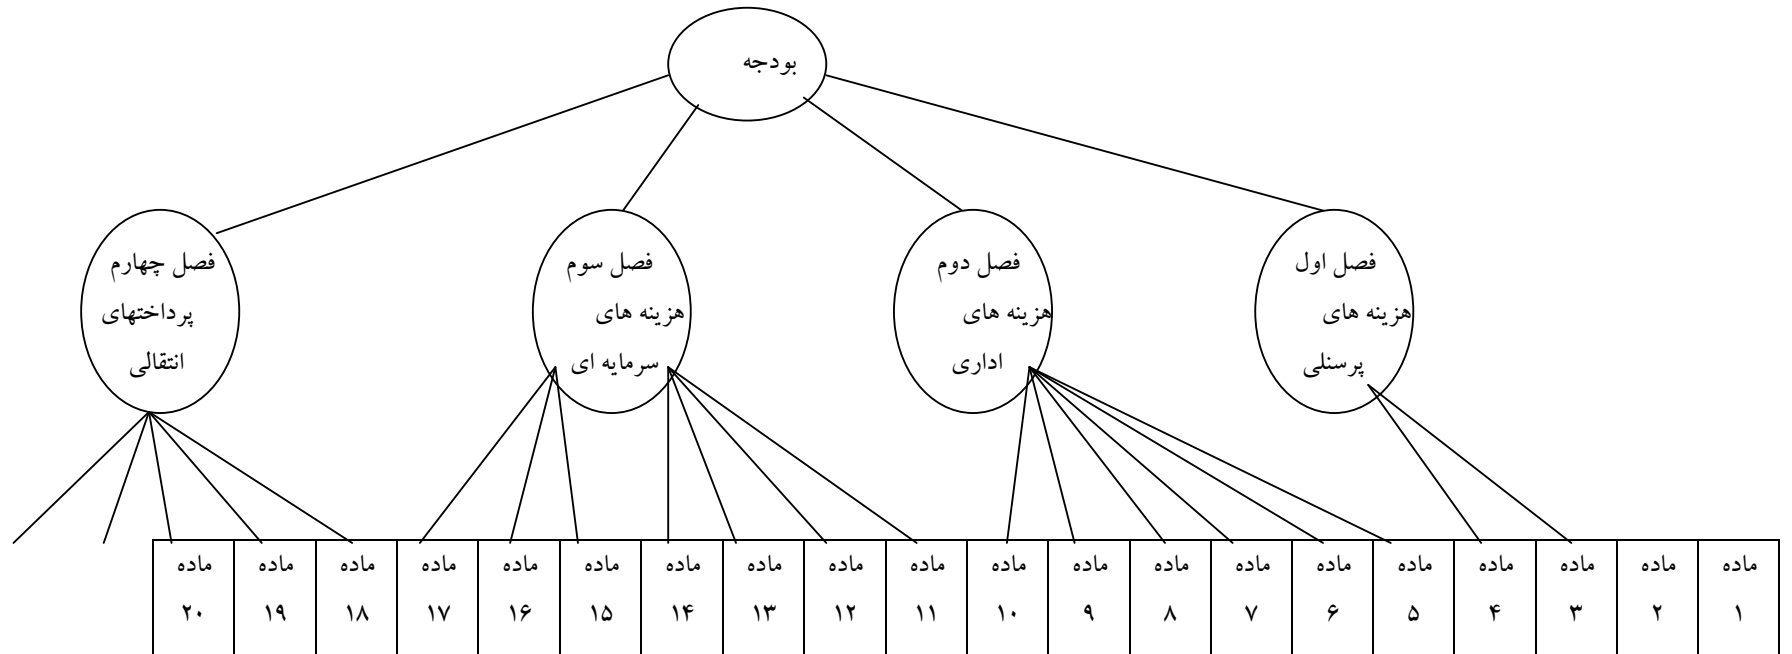 بودجه
فصل اول
هزینه های
پرسنلی
فصل دوم
هزینه های
اداری
فصل سوم
هزینه های
سرمایه ای
فصل چهارم
پرداختهای
انتقالی
ماده
۱
ماده
۲
ماده
۳
ماده
۴
ماده
۵
ماده
۶
ماده
۷
ماده
۸
ماده
۹
ماده
۱۰
ماده
۱۱
ماده
۱۲
ماده
۱۳
ماده
۱۴
ماده
۱۵
ماده
۱۶
ماده
۱۷
ماده
۱۸
ماده
۱۹
ماده
۲۰